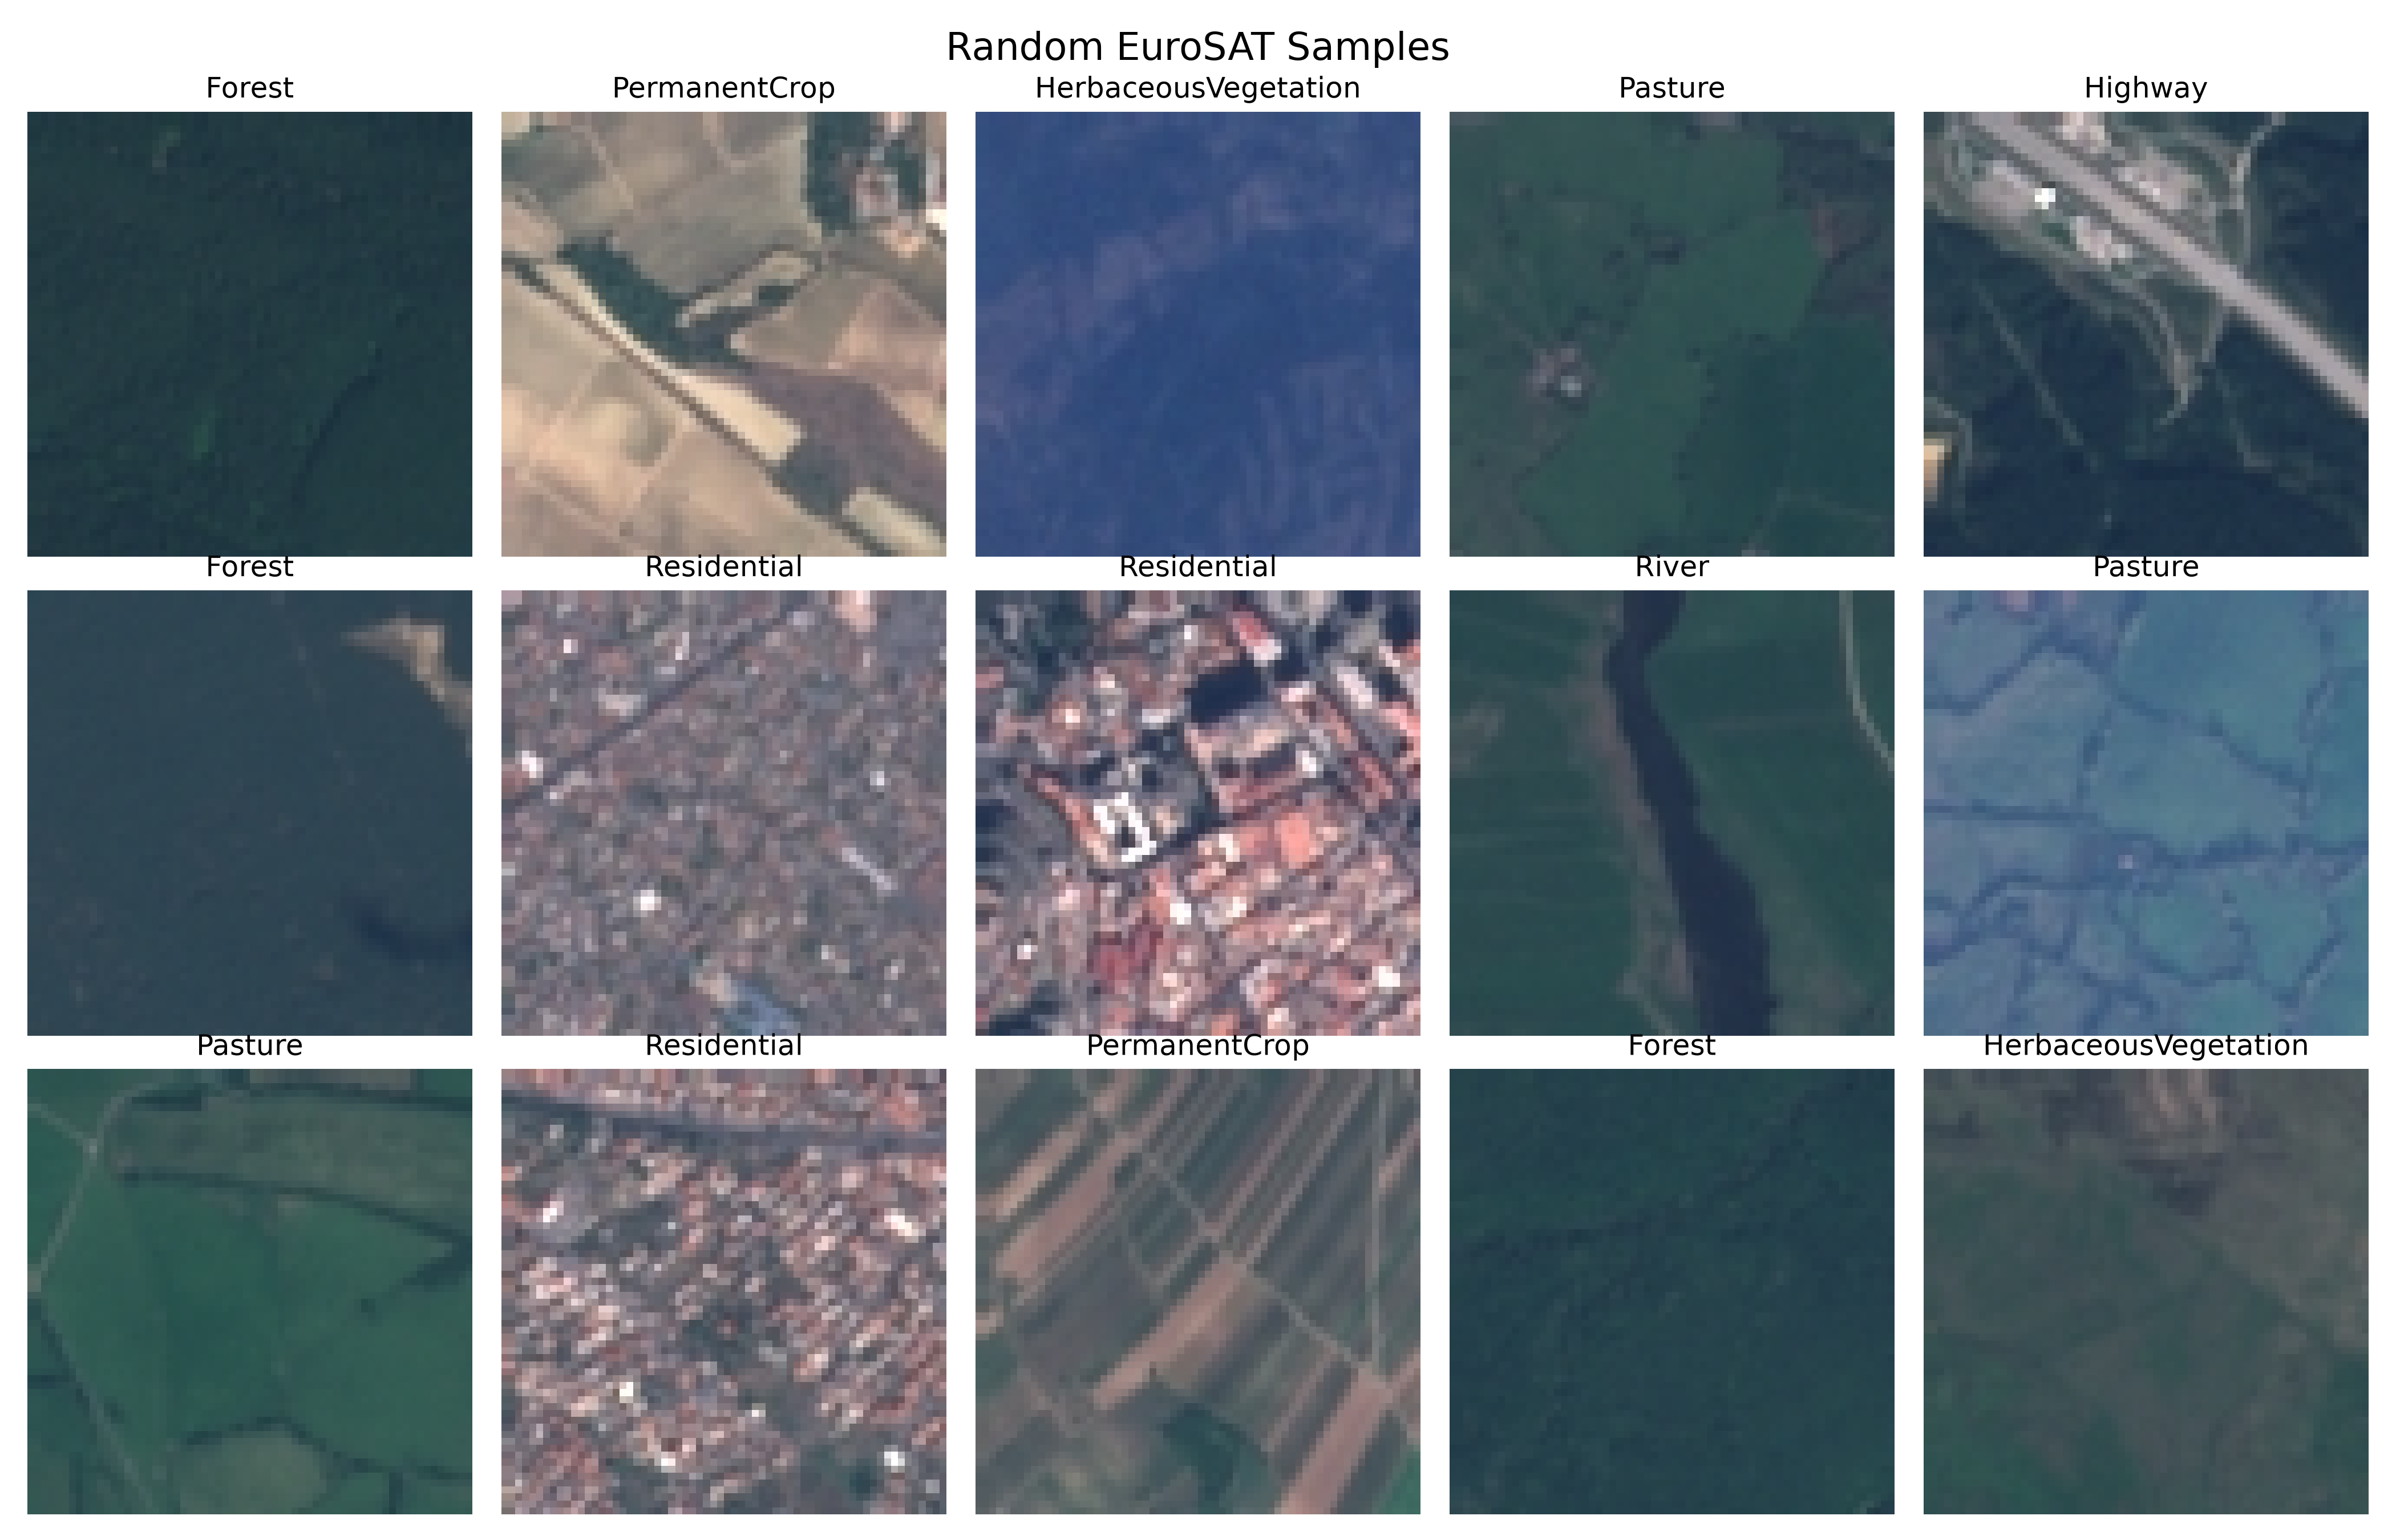 Random EuroSAT Samples
Forest PermanentCrop HerbaceousVegetation Pasture Highway
Forest Residential Residential River Pasture
Pasture Residential PermanentCrop Forest HerbaceousVegetation